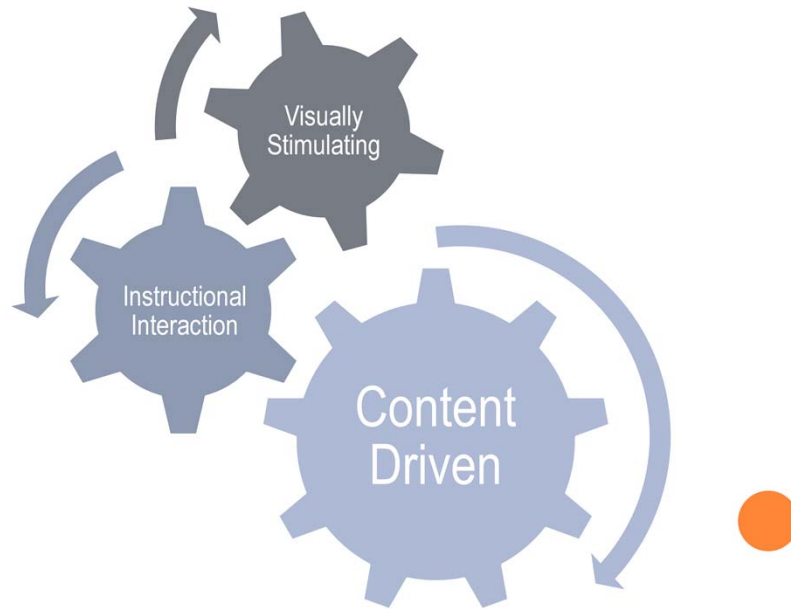 Visually
Stimulating
Instructional
Interaction
Content
Driven